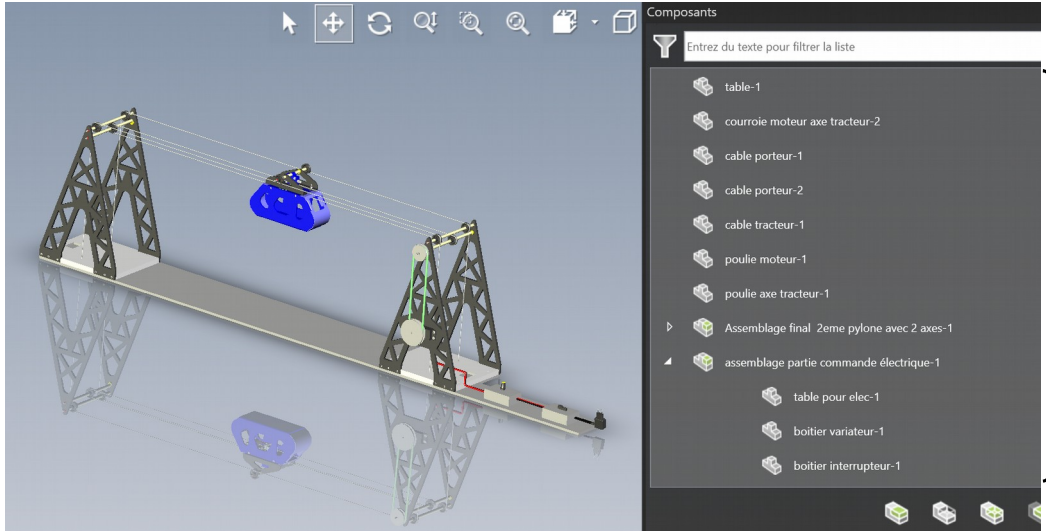 Composants
Entrez du texte pour filtrer la liste
table-1
courroie moteur axe tracteur-2
cable porteur-1
cable porteur-2
cable tracteur-1
poulie moteur-1
poulie axe tracteur-1
Assemblage final  2eme pylone avec 2 axes-1
assemblage partie commande électrique-1
table pour elec-1
boitier variateur-1
boitier interrupteur-1